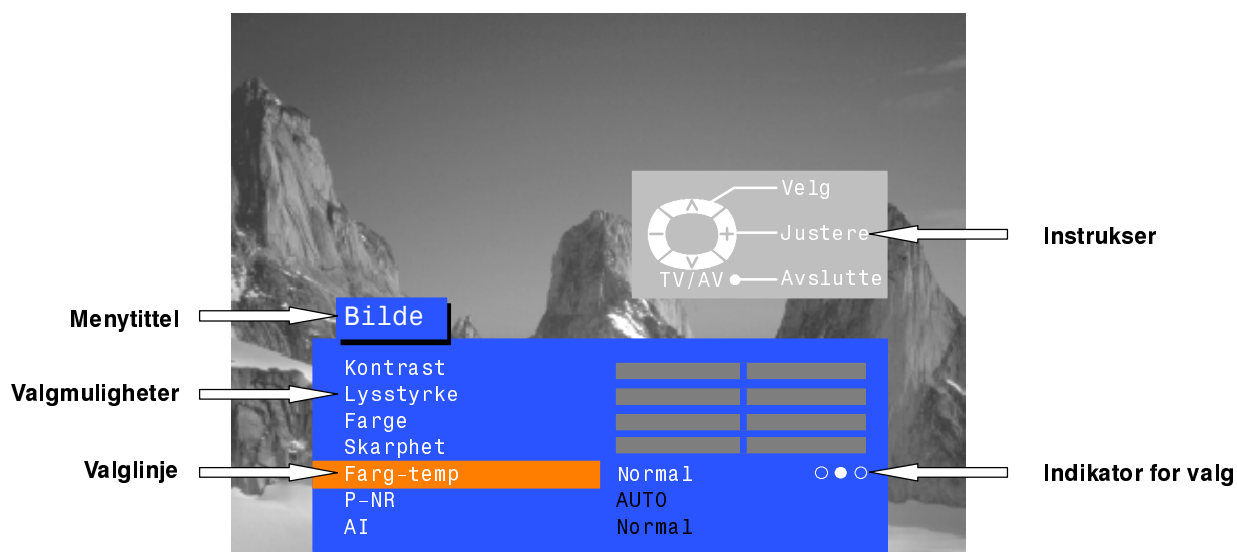 Velg
Justere
Instrukser
TV/AV
Avslutte
Menytittel
Bilde
Kontrast
Valgmuligheter
Lysstyrke
Farge
Skarphet
Valglinje
Farg-temp
Normal
Indikator for valg
P-NR
AUTO
AI
Normal